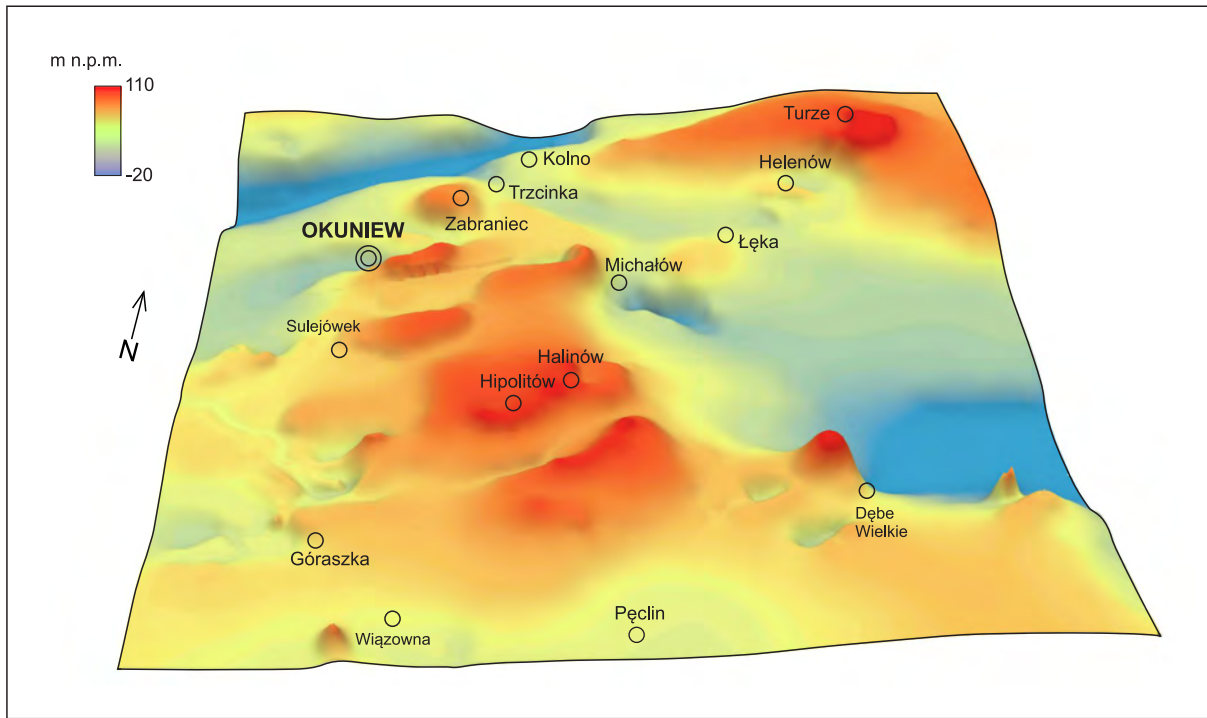 m n.p.m.
110
-20
Turze
Kolno
Helenów
Trzcinka
Zabraniec
OKUNIEW
Łęka
Michałów
N
Sulejówek
Halinów
Hipolitów
Dębe
Wielkie
Góraszka
Pęclin
Wiązowna